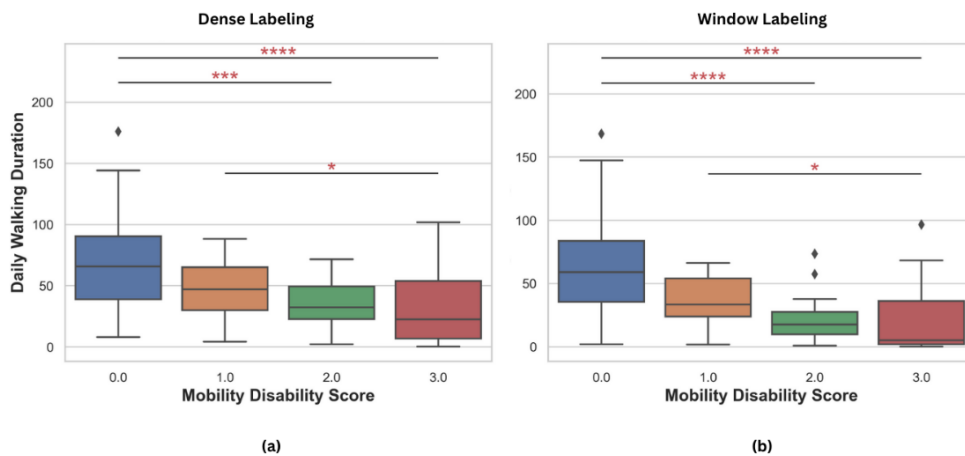 Dense Labeling
****
***
*
Daily Walking Duration
200
150
100
50
0
0.0 1.0 2.0 3.0
Mobility Disability Score
(a)
Window Labeling
****
****
*
200
150
100
50
0
0.0 1.0 2.0 3.0
Mobility Disability Score
(b)